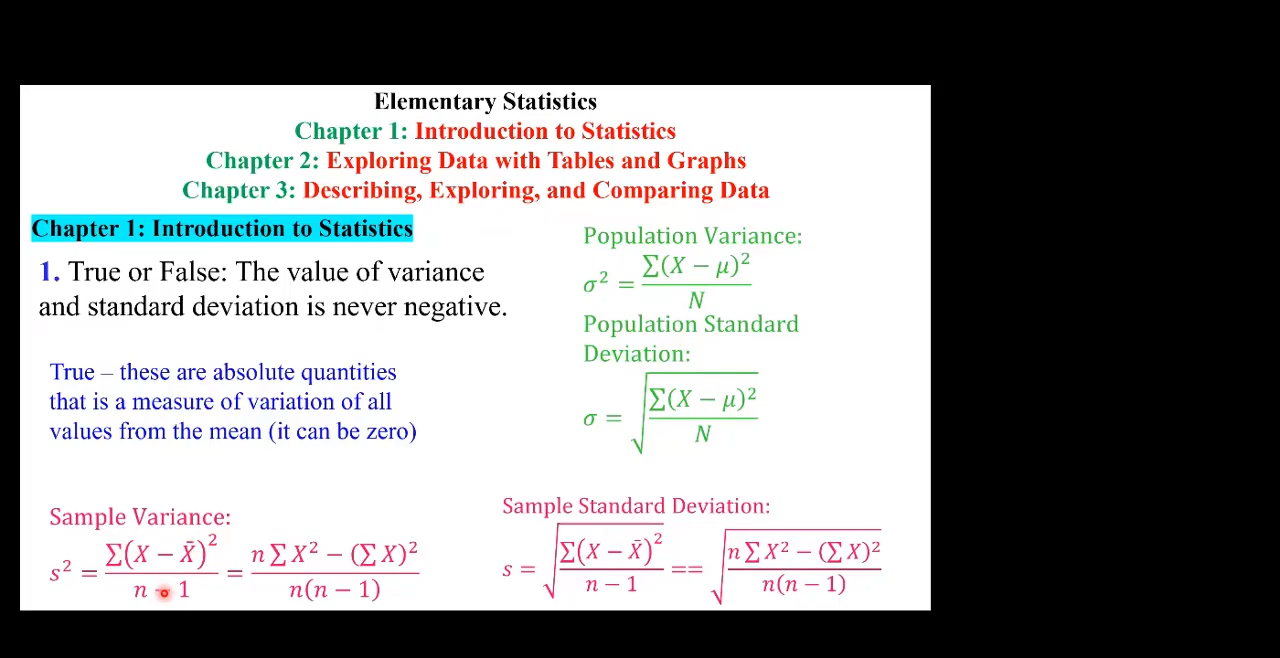 Elementary Statistics
Chapter 1: Introduction to Statistics
Chapter 2: Exploring Data with Tables and Graphs
Chapter 3: Describing, Exploring, and Comparing Data
Chapter 1: Introduction to Statistics
1. True or False: The value of variance
and standard deviation is never negative.
True – these are absolute quantities
that is a measure of variation of all
values from the mean (it can be zero)
Population Variance:
σ² = ∑(X − μ)² / N
Population Standard
Deviation:
σ = √(∑(X − μ)² / N)
Sample Variance:
s² = ∑(X − X̄)² / (n − 1) = (n ∑ X² − (∑ X)²) / (n(n − 1))
Sample Standard Deviation:
s = √(∑(X − X̄)² / (n − 1)) == √((n ∑ X² − (∑ X)²) / (n(n − 1)))